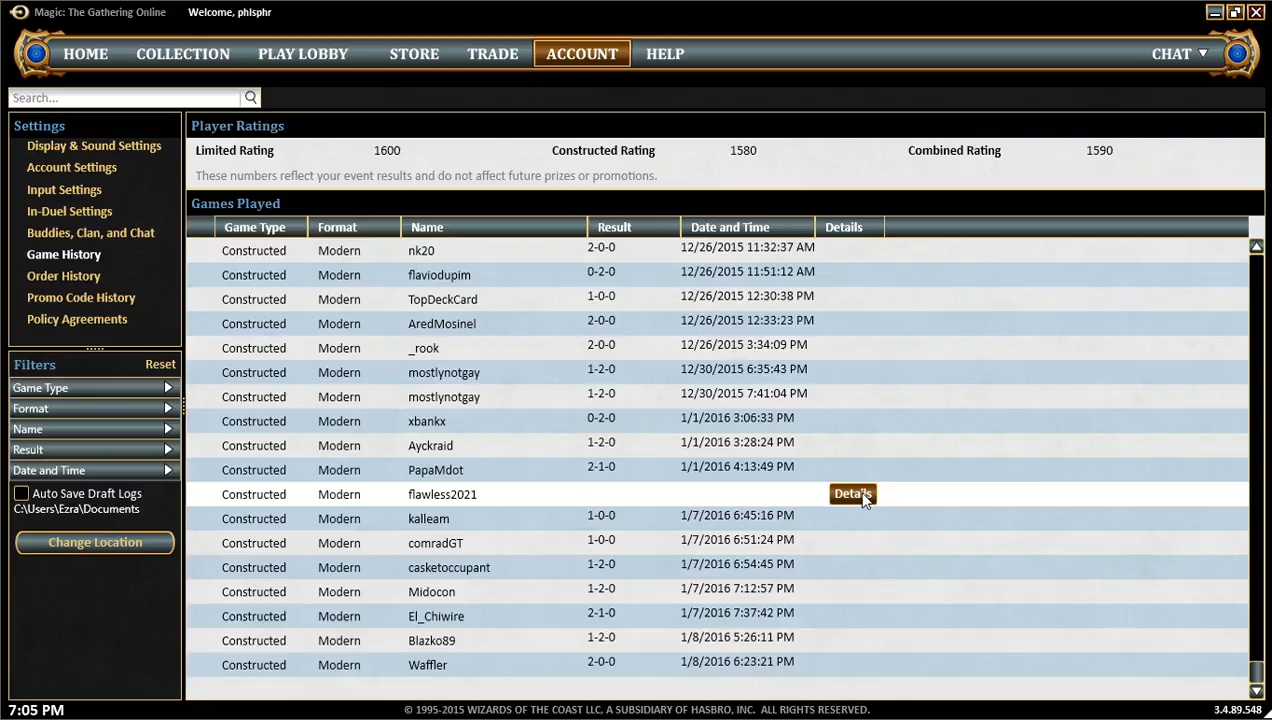 Magic: The Gathering Online Welcome, phlsphr
HOME COLLECTION PLAY LOBBY STORE TRADE ACCOUNT HELP CHAT
Search...
Settings
Display & Sound Settings
Account Settings
Input Settings
In-Duel Settings
Buddies, Clan, and Chat
Game History
Order History
Promo Code History
Policy Agreements
Filters Reset
Game Type
Format
Name
Result
Date and Time
Auto Save Draft Logs
C:\Users\Ezra\Documents
Change Location
Player Ratings
Limited Rating 1600 Constructed Rating 1580 Combined Rating 1590
These numbers reflect your event results and do not affect future prizes or promotions.
Games Played
Game Type Format Name Result Date and Time Details
Constructed Modern nk20 2-0-0 12/26/2015 11:32:37 AM
Constructed Modern flaviodupim 0-2-0 12/26/2015 11:51:12 AM
Constructed Modern TopDeckCard 1-0-0 12/26/2015 12:30:38 PM
Constructed Modern AredMosinel 2-0-0 12/26/2015 12:33:23 PM
Constructed Modern _rook 2-0-0 12/26/2015 3:34:09 PM
Constructed Modern mostlynotgay 1-2-0 12/30/2015 6:35:43 PM
Constructed Modern mostlynotgay 1-2-0 12/30/2015 7:41:04 PM
Constructed Modern xbankx 0-2-0 1/1/2016 3:06:33 PM
Constructed Modern Ayckraid 1-2-0 1/1/2016 3:28:24 PM
Constructed Modern PapaMdot 2-1-0 1/1/2016 4:13:49 PM
Constructed Modern flawless2021 Details
Constructed Modern kalleam 1-0-0 1/7/2016 6:45:16 PM
Constructed Modern comradGT 1-0-0 1/7/2016 6:51:24 PM
Constructed Modern casketoccupant 1-2-0 1/7/2016 6:54:45 PM
Constructed Modern Midocon 1-2-0 1/7/2016 7:12:57 PM
Constructed Modern El_Chiwire 2-1-0 1/7/2016 7:37:42 PM
Constructed Modern Blazko89 1-2-0 1/8/2016 5:26:11 PM
Constructed Modern Waffler 2-0-0 1/8/2016 6:23:21 PM
7:05 PM © 1995-2015 WIZARDS OF THE COAST LLC, A SUBSIDIARY OF HASBRO, INC. ALL RIGHTS RESERVED. 3.4.89.548